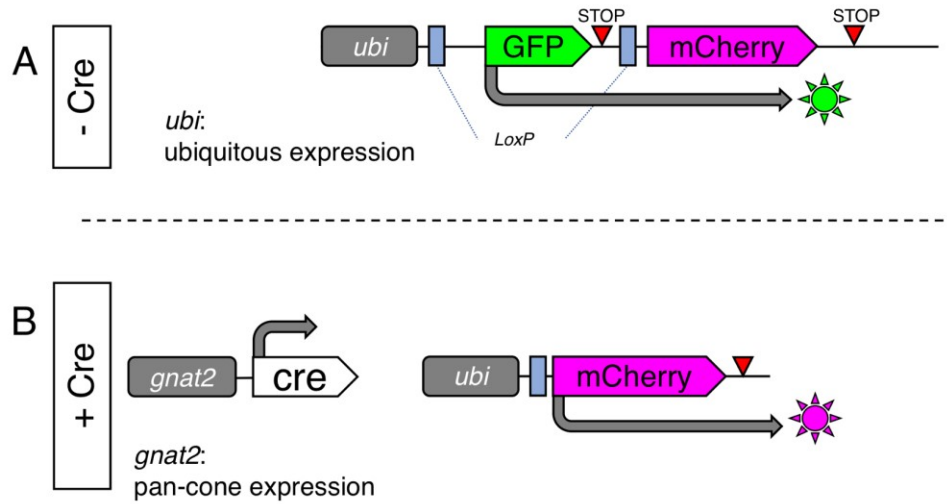 A
- Cre
ubi
GFP
STOP
mCherry
STOP
LoxP
ubi:
ubiquitous expression
B
+ Cre
gnat2
cre
ubi
mCherry
gnat2:
pan-cone expression